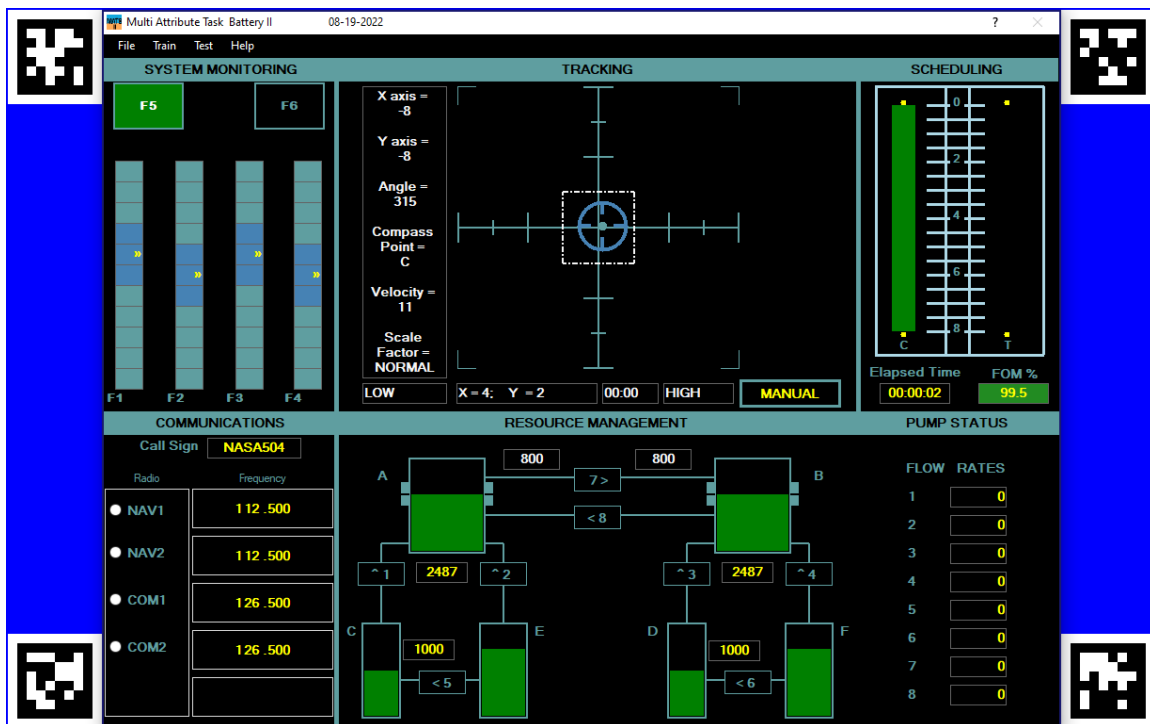 Multi Attribute Task Battery II 08-19-2022 ?
File Train Test Help
SYSTEM MONITORING
F5 F6
F1 F2 F3 F4
TRACKING
X axis =
-8
Y axis =
-8
Angle =
315
Compass
Point =
C
Velocity =
11
Scale
Factor =
NORMAL
LOW X = 4; Y = 2 00:00 HIGH MANUAL
SCHEDULING
0
2
4
6
8
C T
Elapsed Time FOM %
00:00:02 99.5
COMMUNICATIONS
Call Sign NASA504
Radio Frequency
NAV1 112.500
NAV2 112.500
COM1 126.500
COM2 126.500
RESOURCE MANAGEMENT
800 800
A 7 > B
< 8
^ 1 2487 ^ 2 ^ 3 2487 ^ 4
C E D F
1000 1000
< 5 < 6
PUMP STATUS
FLOW RATES
1 0
2 0
3 0
4 0
5 0
6 0
7 0
8 0